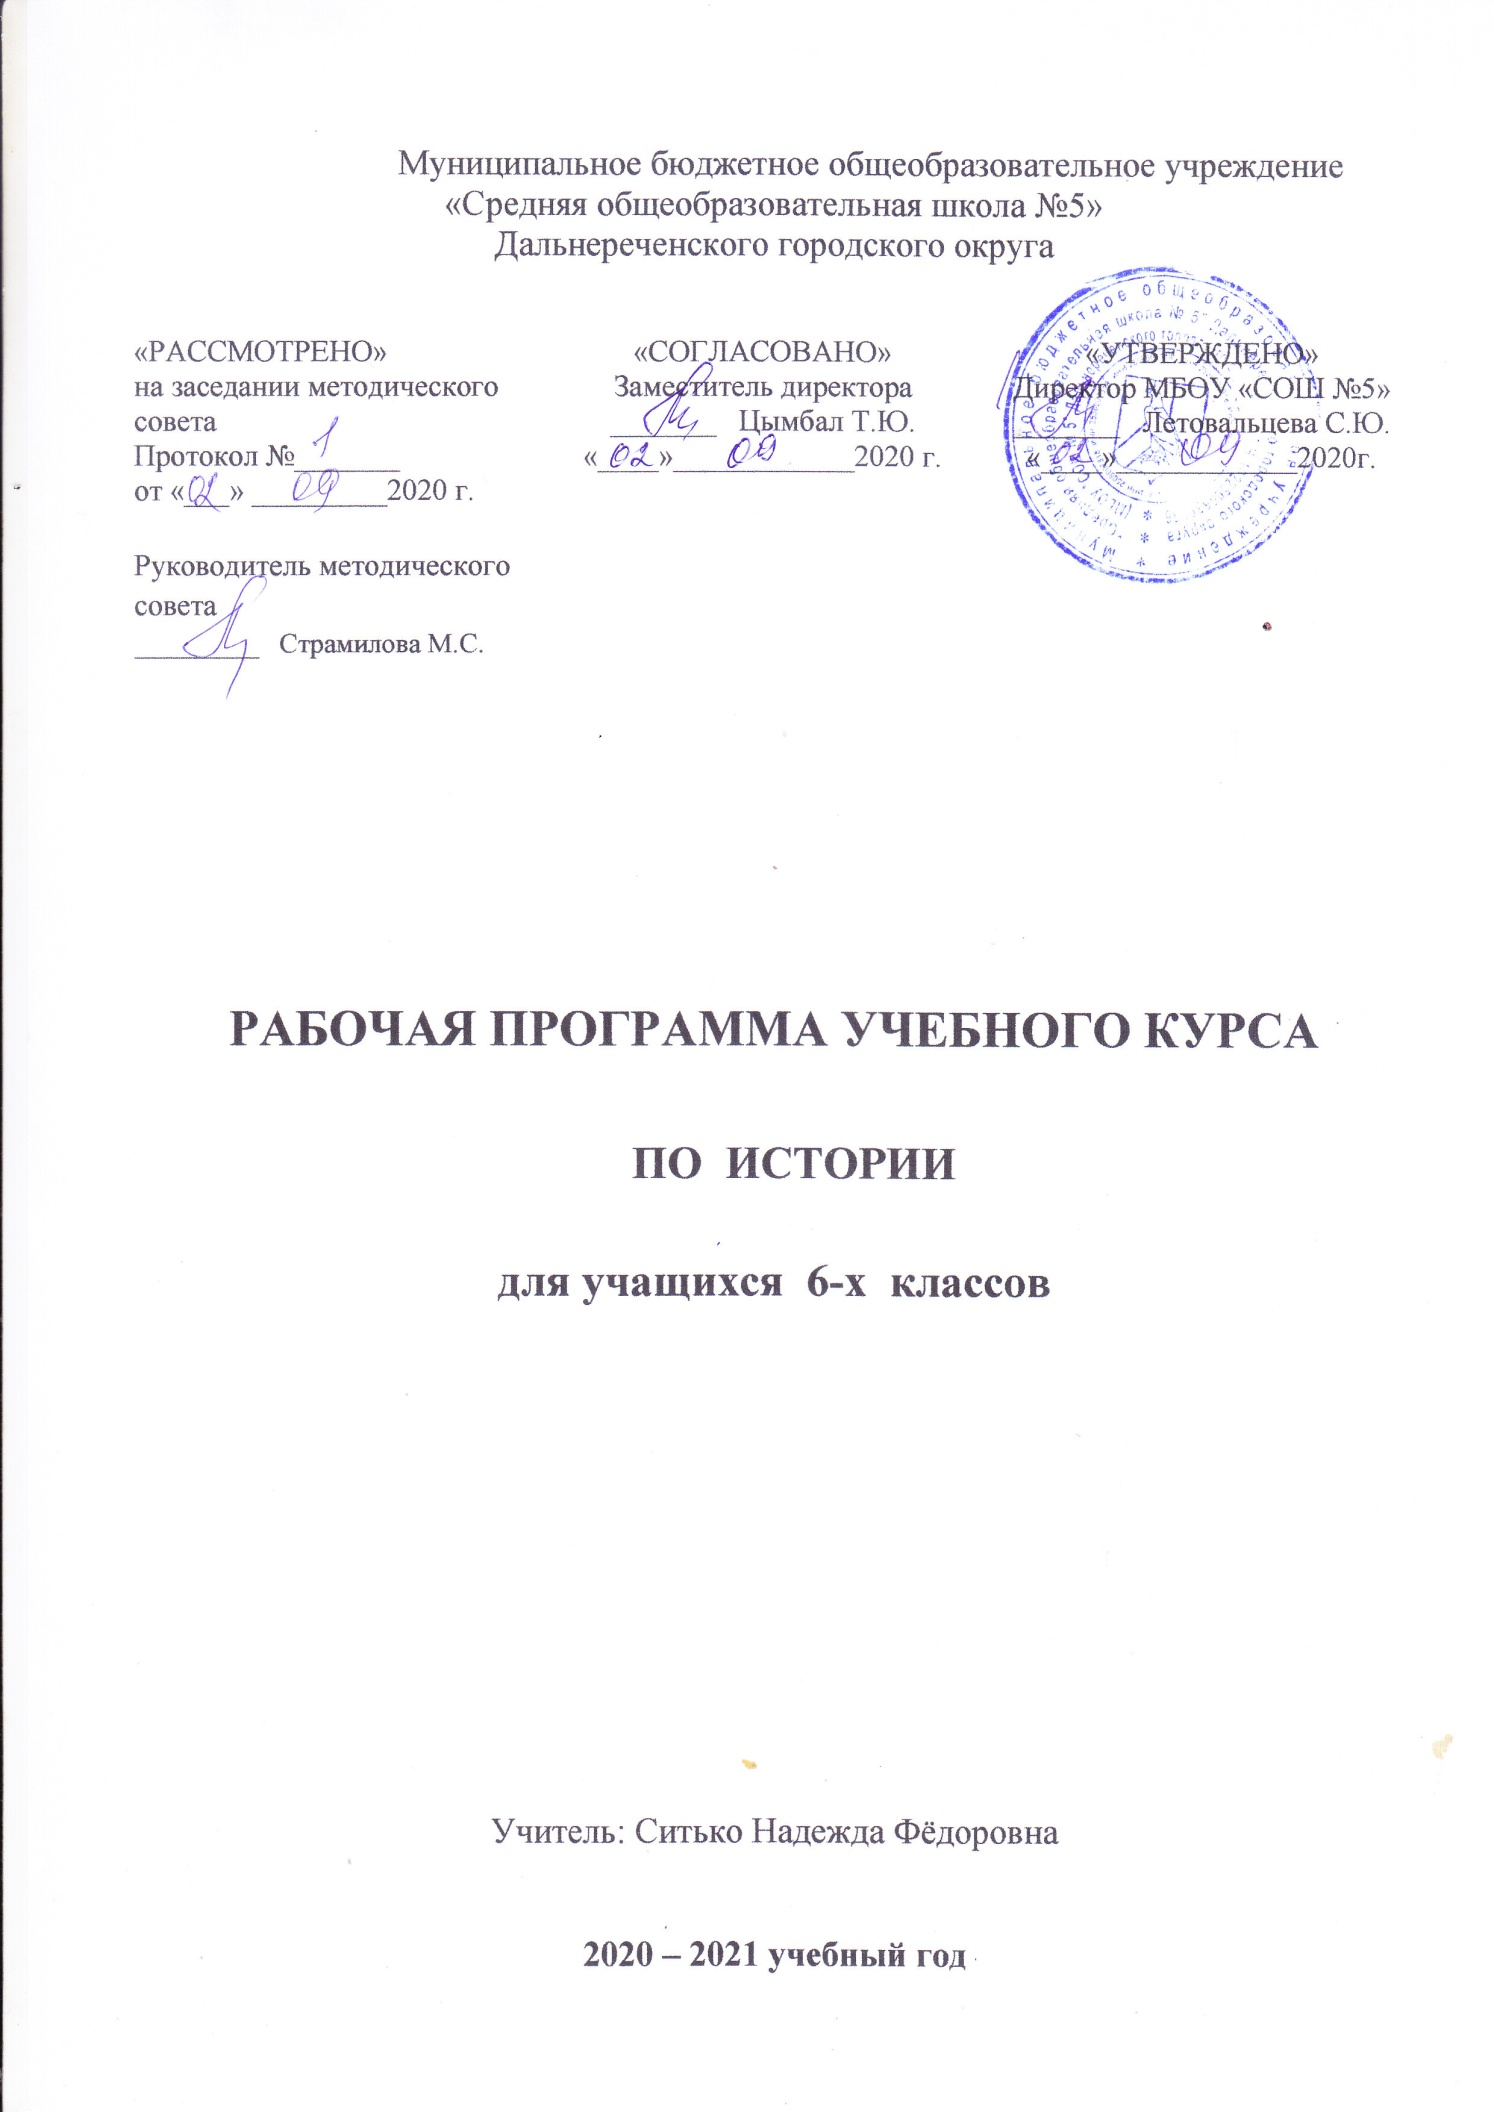 Муниципальное бюджетное общеобразовательное учреждение
«Средняя общеобразовательная школа №5»
Дальнереченского городского округа
«РАССМОТРЕНО»
на заседании методического
совета
Протокол № 1
от «02» 09 2020 г.
Руководитель методического
совета
Страмилова М.С.
«СОГЛАСОВАНО»
Заместитель директора
Цымбал Т.Ю.
«02» 09 2020 г.
«УТВЕРЖДЕНО»
Директор МБОУ «СОШ №5»
Летовальцева С.Ю.
«02» 09 2020г.
РАБОЧАЯ ПРОГРАММА УЧЕБНОГО КУРСА
ПО ИСТОРИИ
для учащихся 6-х классов
Учитель: Ситько Надежда Фёдоровна
2020 – 2021 учебный год